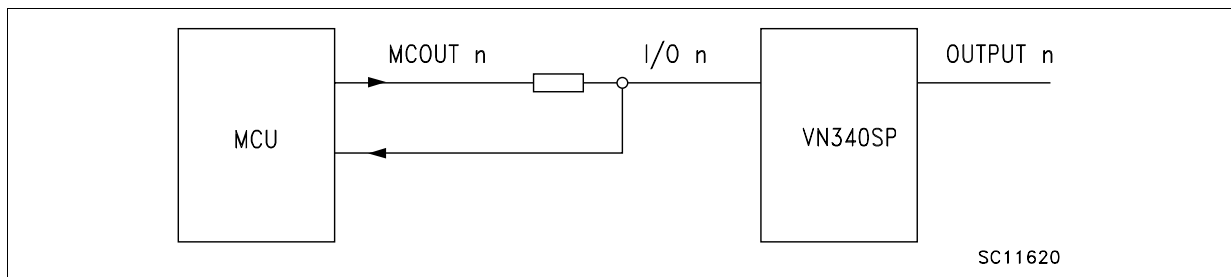 MCOUT n
I/O n
OUTPUT n
MCU
VN340SP
SC11620